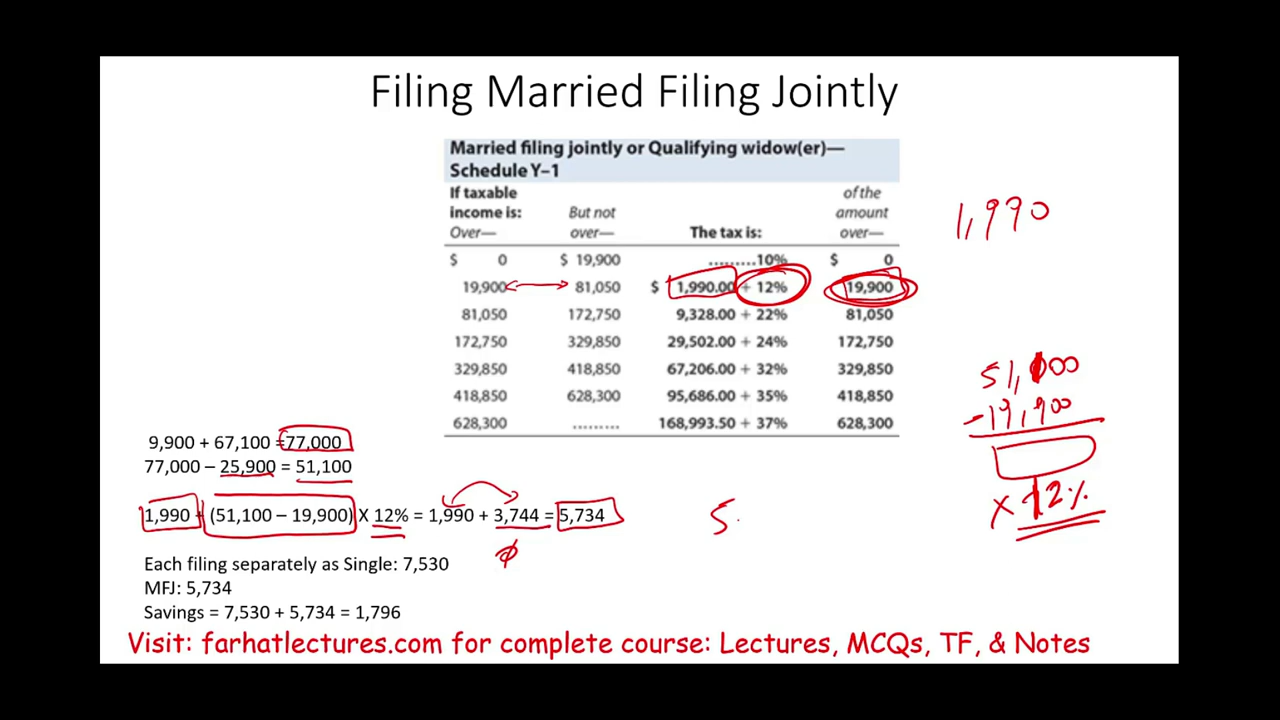 Filing Married Filing Jointly
Married filing jointly or Qualifying widow(er)—
Schedule Y–1
If taxable income is: Over— But not over— The tax is: of the amount over—
$ 0 $ 19,900 .........10% $ 0
19,900 81,050 $ 1,990.00 + 12% 19,900
81,050 172,750 9,328.00 + 22% 81,050
172,750 329,850 29,502.00 + 24% 172,750
329,850 418,850 67,206.00 + 32% 329,850
418,850 628,300 95,686.00 + 35% 418,850
628,300 ......... 168,993.50 + 37% 628,300
1,990
51,100
-19,900
X 12%
9,900 + 67,100 =77,000
77,000 – 25,900 = 51,100
1,990 + (51,100 – 19,900) X 12% = 1,990 + 3,744 = 5,734
5
Each filing separately as Single: 7,530
MFJ: 5,734
Savings = 7,530 + 5,734 = 1,796
Visit: farhatlectures.com for complete course: Lectures, MCQs, TF, & Notes